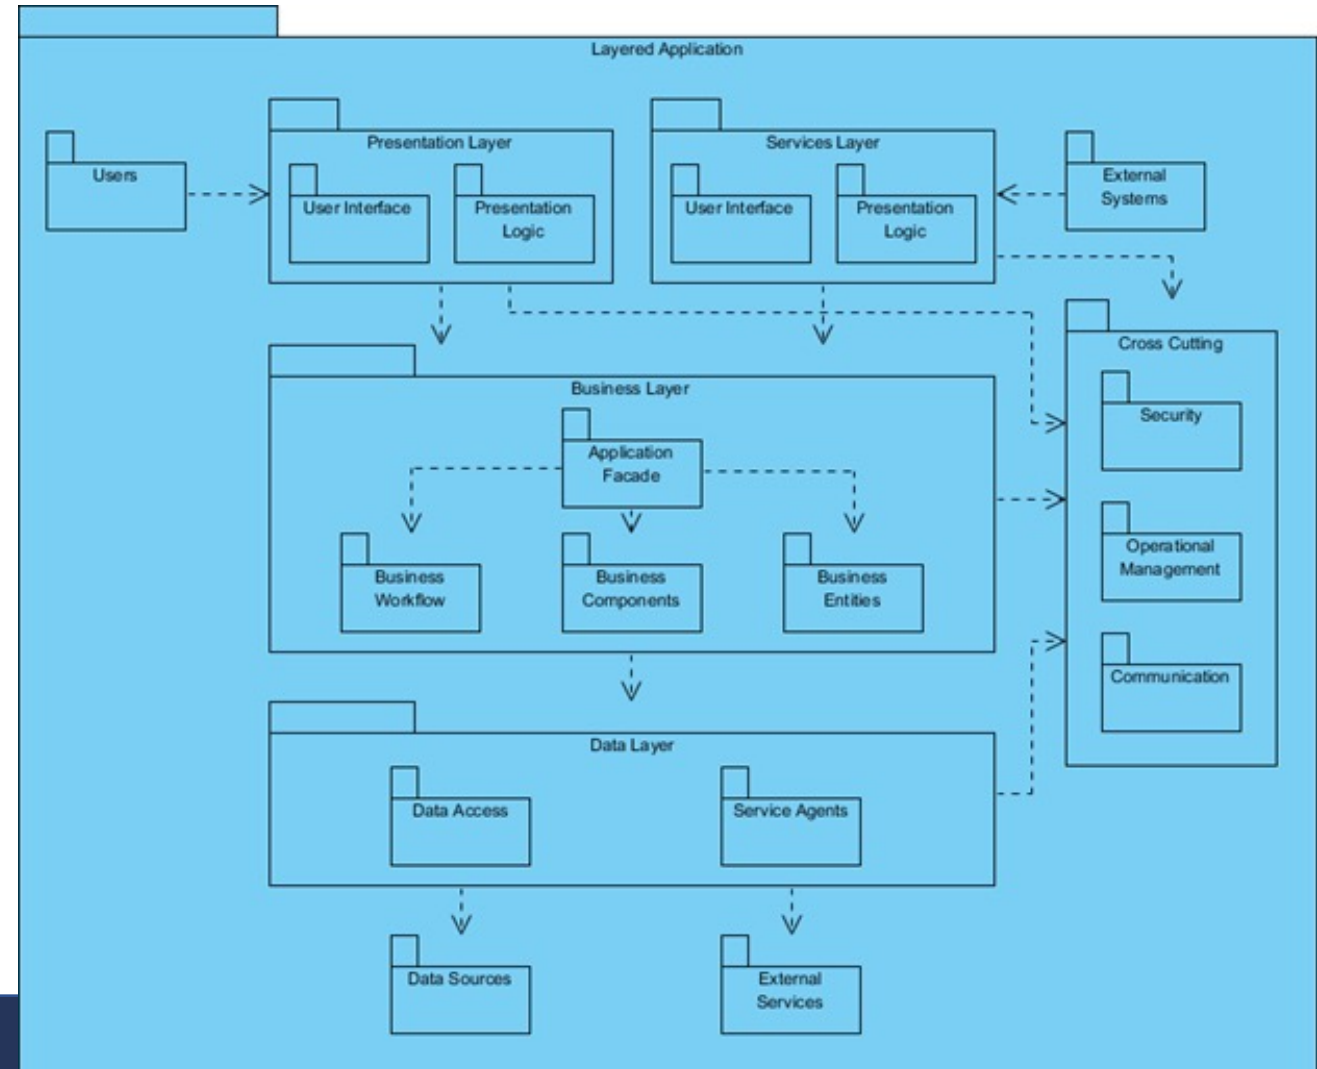 Layered Application
Presentation Layer
Services Layer
Users
External
Systems
User Interface
Presentation
Logic
User Interface
Presentation
Logic
Cross Cutting
Business Layer
Security
Application
Facade
Operational
Management
Business
Workflow
Business
Components
Business
Entities
Communication
Data Layer
Data Access
Service Agents
Data Sources
External
Services